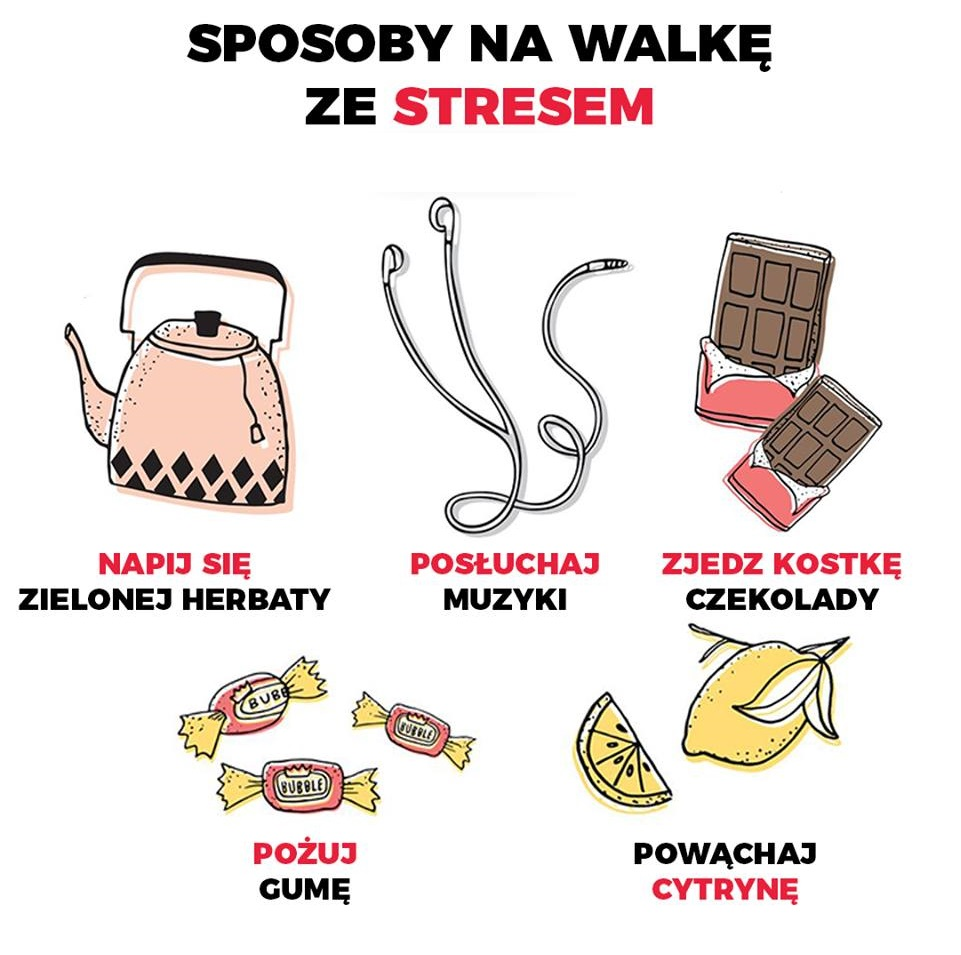 SPOSOBY NA WALKĘ
ZE STRESEM
NAPIJ SIĘ
ZIELONEJ HERBATY
POSŁUCHAJ
MUZYKI
ZJEDZ KOSTKĘ
CZEKOLADY
BUBB
BUBBLE
BUBBLE
POŻUJ
GUMĘ
POWĄCHAJ
CYTRYNĘ